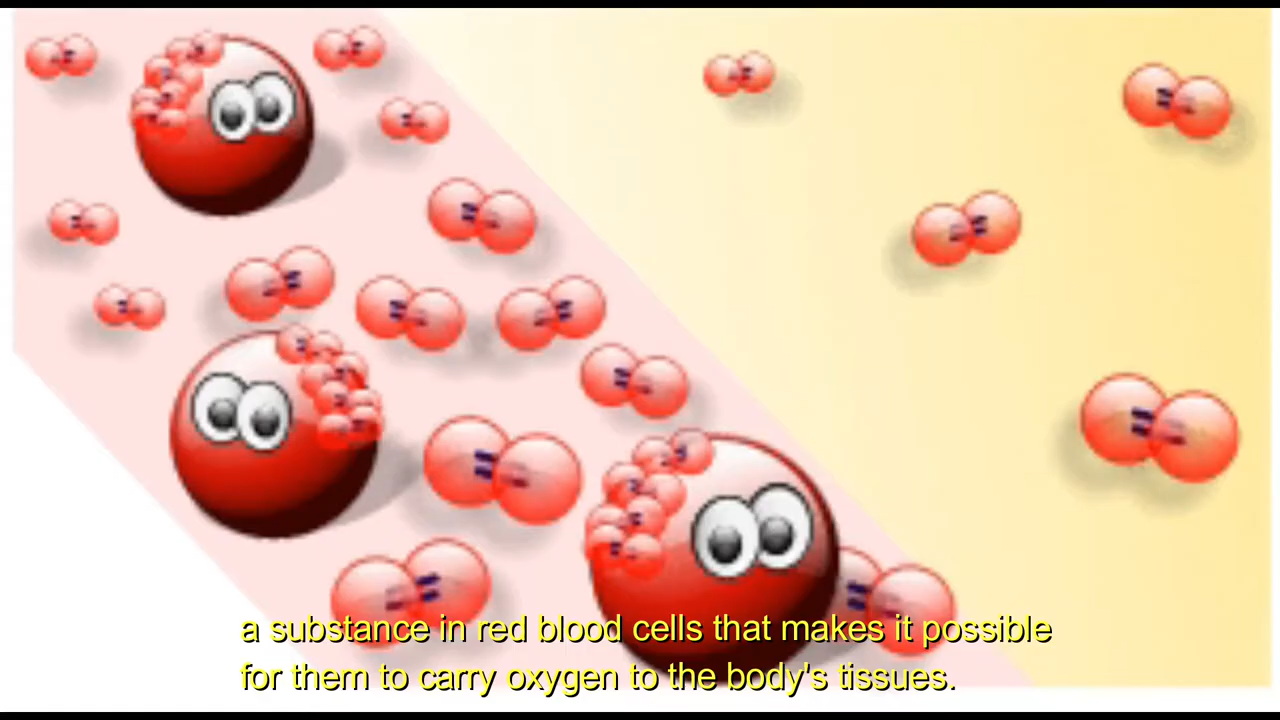 a substance in red blood cells that makes it possible
for them to carry oxygen to the body's tissues.